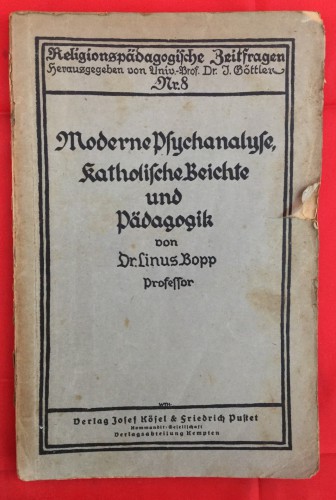 Religionspädagogische Zeitfragen
Herausgegeben von Univ.-Prof. Dr. J. Göttler
Nr. 8
Moderne Psychanalyse,
Katholische Beichte
und
Pädagogik
von
Dr. Linus Bopp
Professor
Verlag Josef Kösel & Friedrich Pustet
Kommandit-Gesellschaft
Verlagsabteilung Kempten